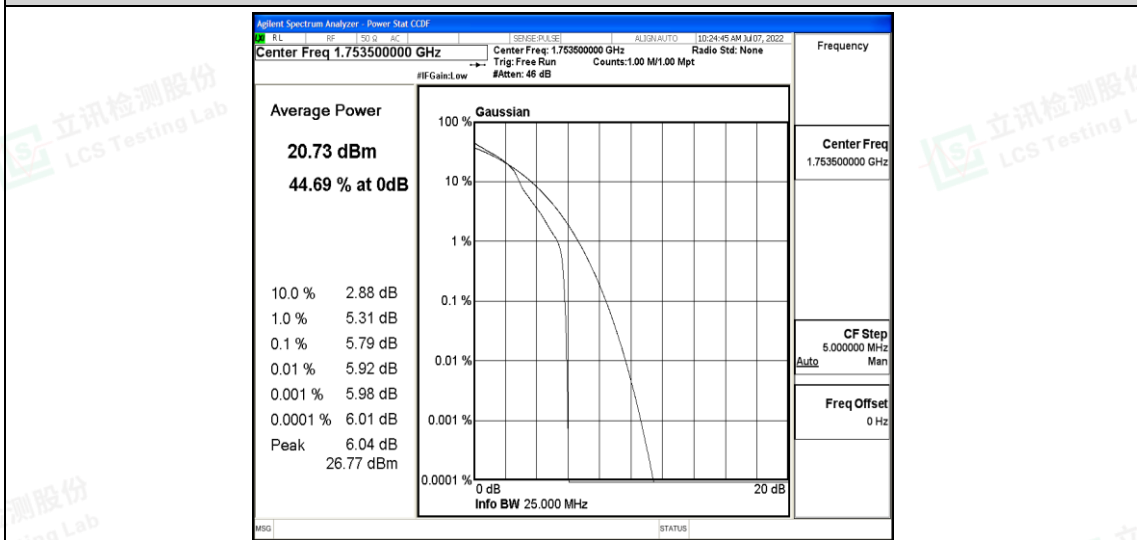 Agilent Spectrum Analyzer - Power Stat CCDF
RL RF 50 Ω AC SENSE:PULSE ALIGNAUTO 10:24:45 AM Jul 07, 2022
Center Freq 1.753500000 GHz
Center Freq: 1.753500000 GHz Radio Std: None
Trig: Free Run Counts:1.00 M/1.00 Mpt
#IFGain:Low #Atten: 46 dB
Frequency
Average Power
20.73 dBm
44.69 % at 0dB
10.0 % 2.88 dB
1.0 % 5.31 dB
0.1 % 5.79 dB
0.01 % 5.92 dB
0.001 % 5.98 dB
0.0001 % 6.01 dB
Peak 6.04 dB
26.77 dBm
Gaussian
100 %
10 %
1 %
0.1 %
0.01 %
0.001 %
0.0001 %
0 dB 20 dB
Info BW 25.000 MHz
Center Freq
1.753500000 GHz
CF Step
5.000000 MHz
Auto Man
Freq Offset
0 Hz
MSG STATUS
立讯检测股份
LCS Testing Lab
立讯检测股份
LCS Testing L
测股份
ing Lab